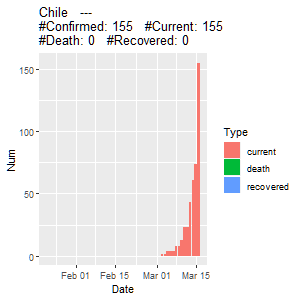 Chile   ---
#Confirmed: 155   #Current: 155
#Death: 0   #Recovered: 0
150
100
50
0
Num
Feb 01
Feb 15
Mar 01
Mar 15
Date
Type
current
death
recovered